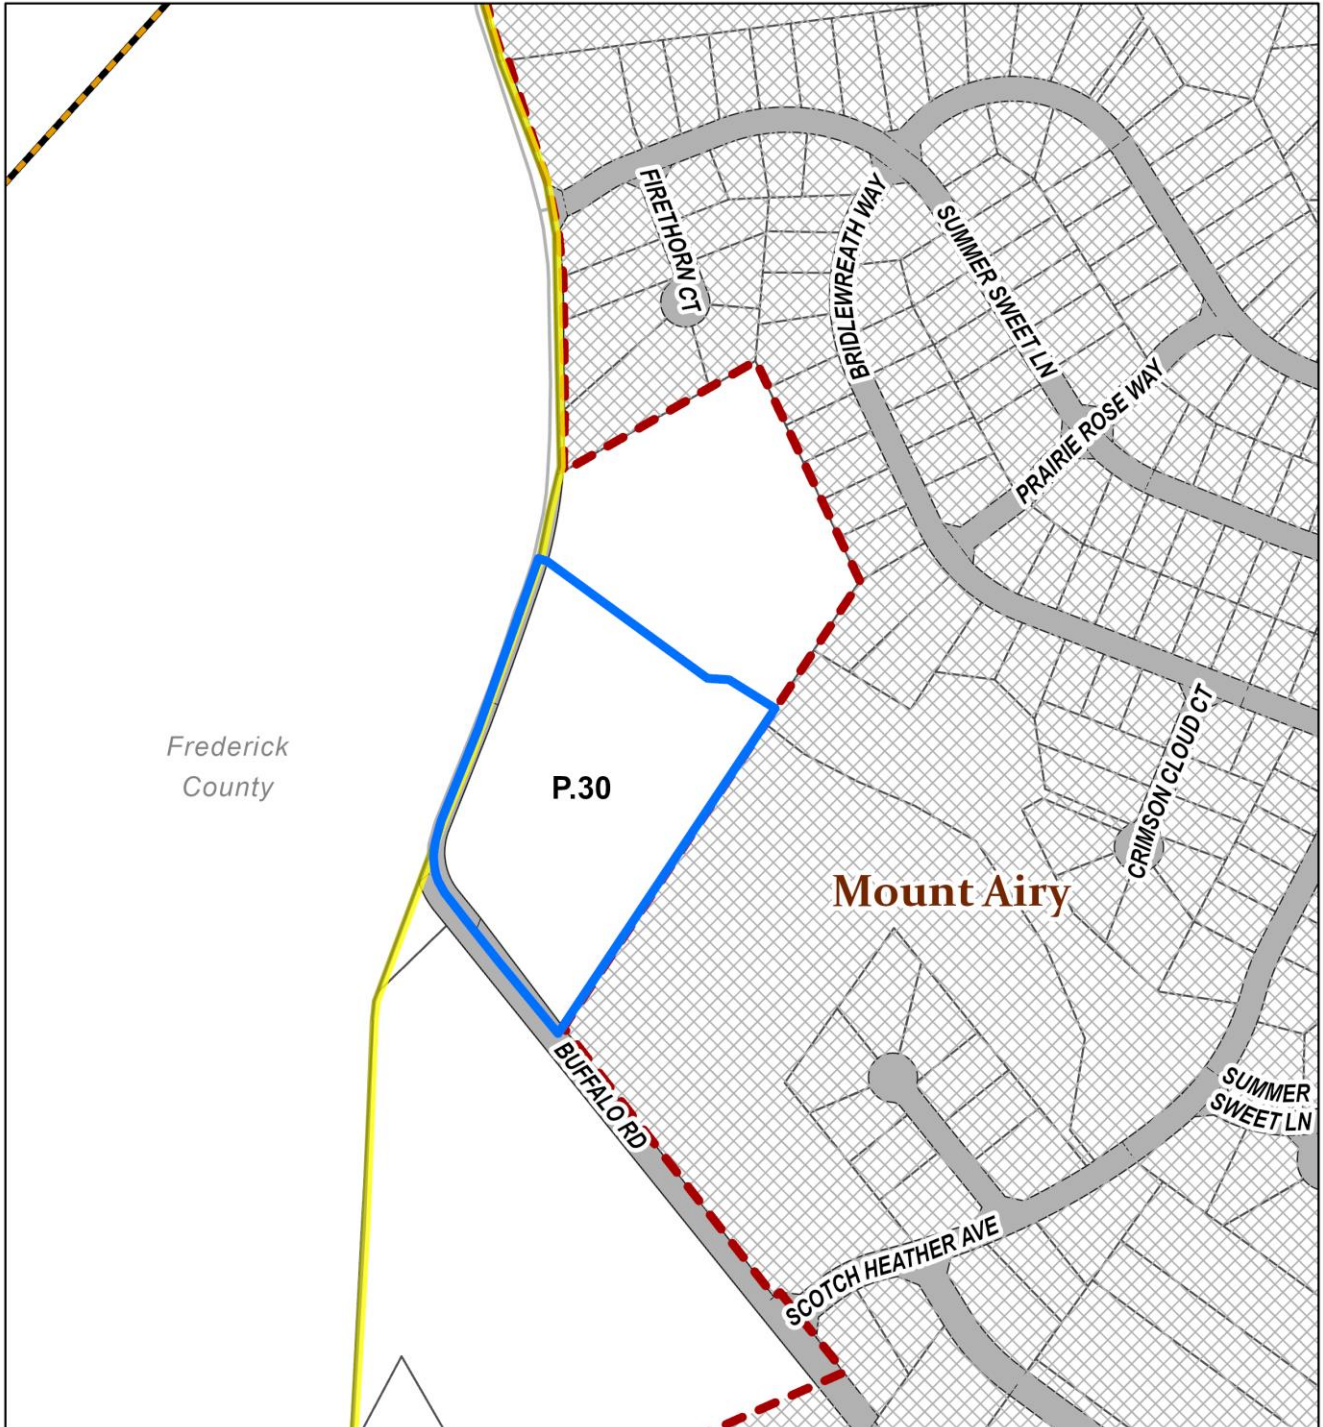 FIRETHORN CT
BRIDLEWREATH WAY
SUMMER SWEET LN
PRAIRIE ROSE WAY
Frederick
County
P.30
CRIMSON CLOUD CT
Mount Airy
BUFFALO RD
SUMMER
SWEET LN
SCOTCH HEATHER AVE